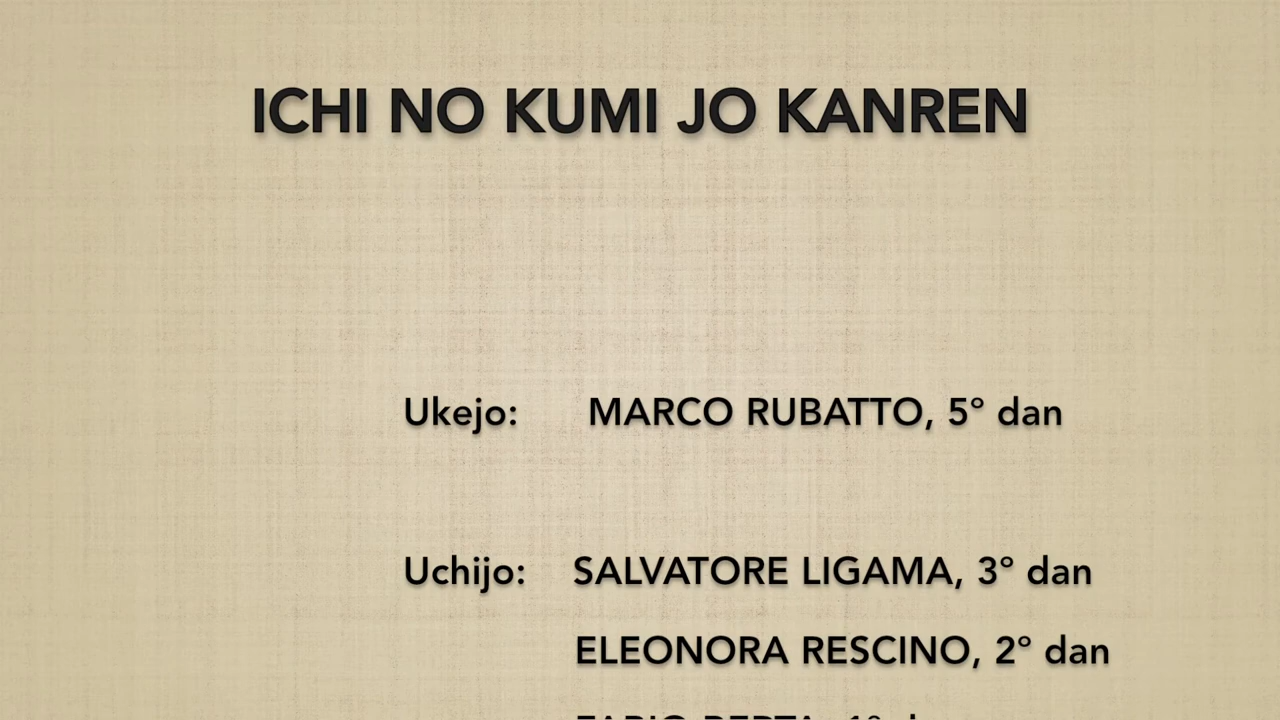 ICHI NO KUMI JO KANREN
Ukejo: MARCO RUBATTO, 5° dan
Uchijo: SALVATORE LIGAMA, 3° dan
ELEONORA RESCINO, 2° dan